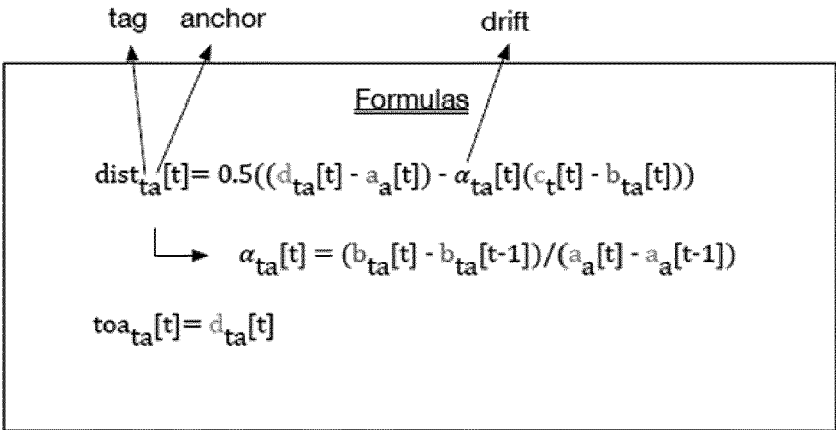 tag anchor drift
Formulas
dist_ta[t]= 0.5((d_ta[t] - a_a[t]) - α_ta[t](c_t[t] - b_ta[t]))
α_ta[t] = (b_ta[t] - b_ta[t-1])/(a_a[t] - a_a[t-1])
toa_ta[t]= d_ta[t]